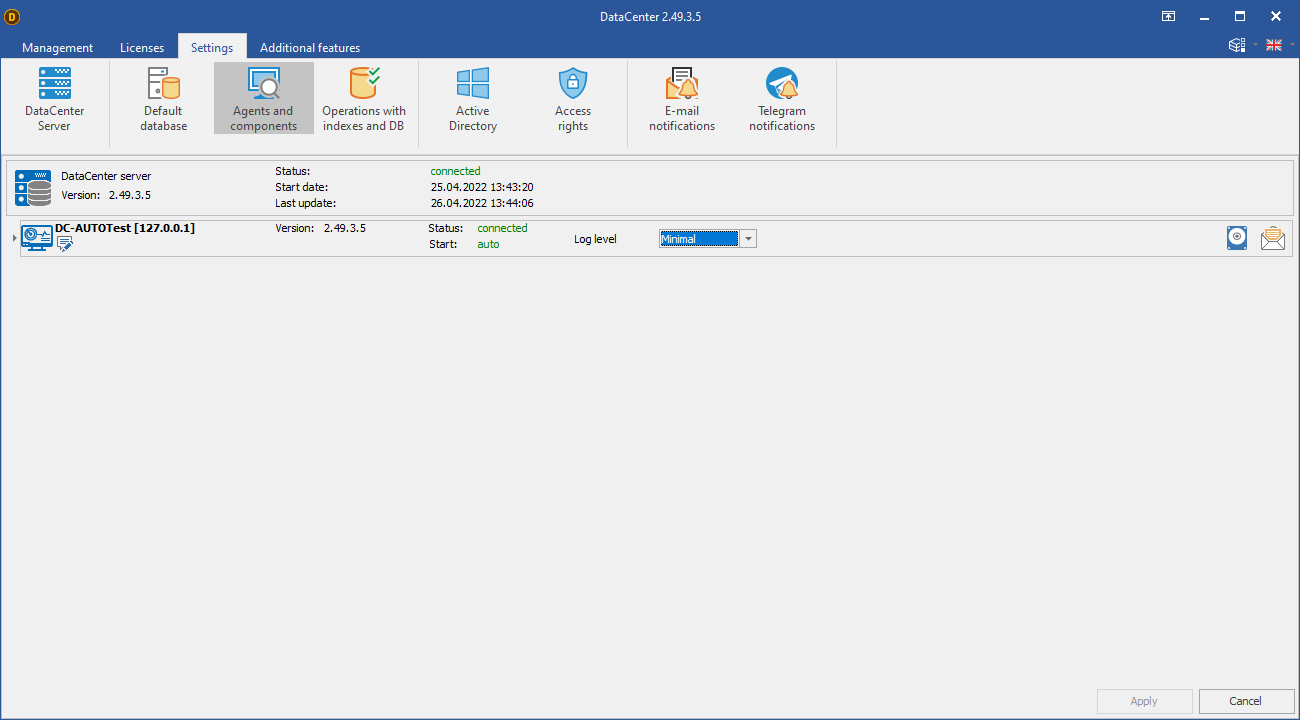 D
DataCenter 2.49.3.5
Management Licenses Settings Additional features
DataCenter
Server
Default
database
Agents and
components
Operations with
indexes and DB
Active
Directory
Access
rights
E-mail
notifications
Telegram
notifications
DataCenter server
Version: 2.49.3.5
Status: connected
Start date: 25.04.2022 13:43:20
Last update: 26.04.2022 13:44:06
DC-AUTOTest [127.0.0.1]
Version: 2.49.3.5
Status: connected
Start: auto
Log level Minimal
Apply Cancel